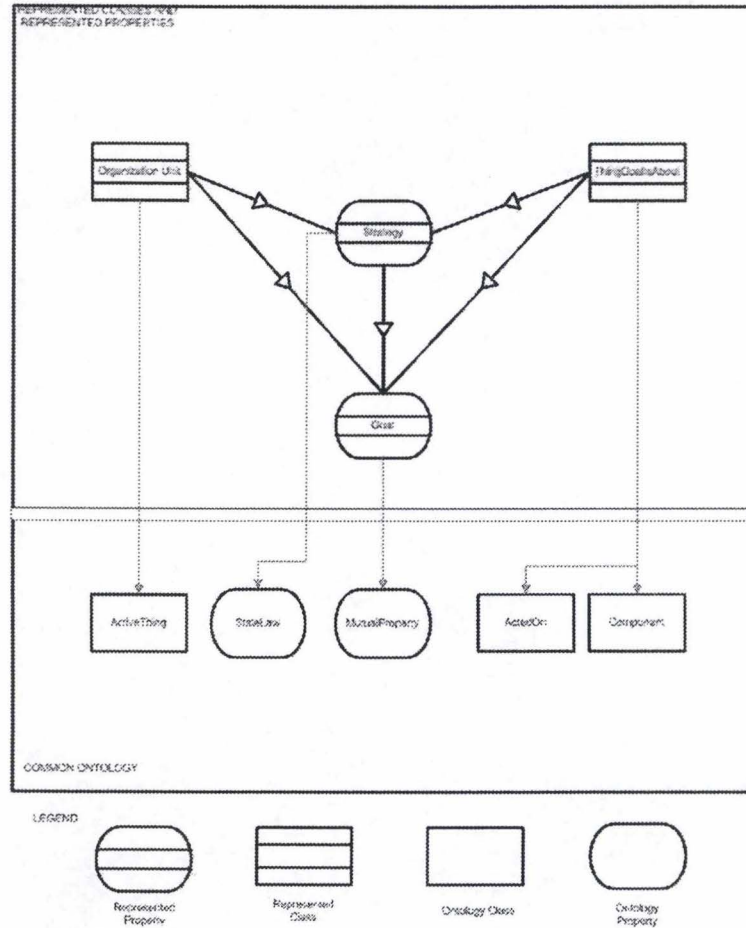 REPRESENTED CLASSES AND
REPRESENTED PROPERTIES
Organization Unit
ThingGoalIsAbout
Strategy
Goal
ActiveThing
StateLaw
MutualProperty
ActedOn
Component
COMMON ONTOLOGY
LEGEND
Represented
Property
Represented
Class
Ontology Class
Ontology
Property